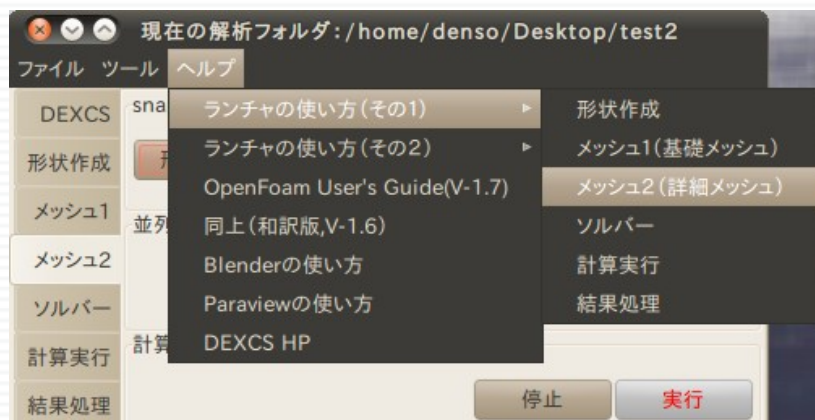 現在の解析フォルダ:/home/denso/Desktop/test2
ファイル ツール ヘルプ
DEXCS
形状作成
メッシュ1
メッシュ2
ソルバー
計算実行
結果処理
sna
並列
計算
ランチャの使い方(その1)
ランチャの使い方(その2)
OpenFoam User's Guide(V-1.7)
同上(和訳版,V-1.6)
Blenderの使い方
Paraviewの使い方
DEXCS HP
形状作成
メッシュ1(基礎メッシュ)
メッシュ2(詳細メッシュ)
ソルバー
計算実行
結果処理
停止
実行